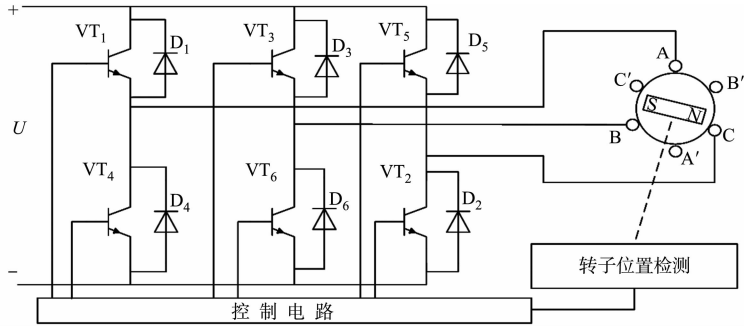 +
VT₁
D₁
VT₃
D₃
VT₅
D₅
A
C′
B′
S
N
U
B
C
A′
VT₄
D₄
VT₆
D₆
VT₂
D₂
−
转子位置检测
控制电路